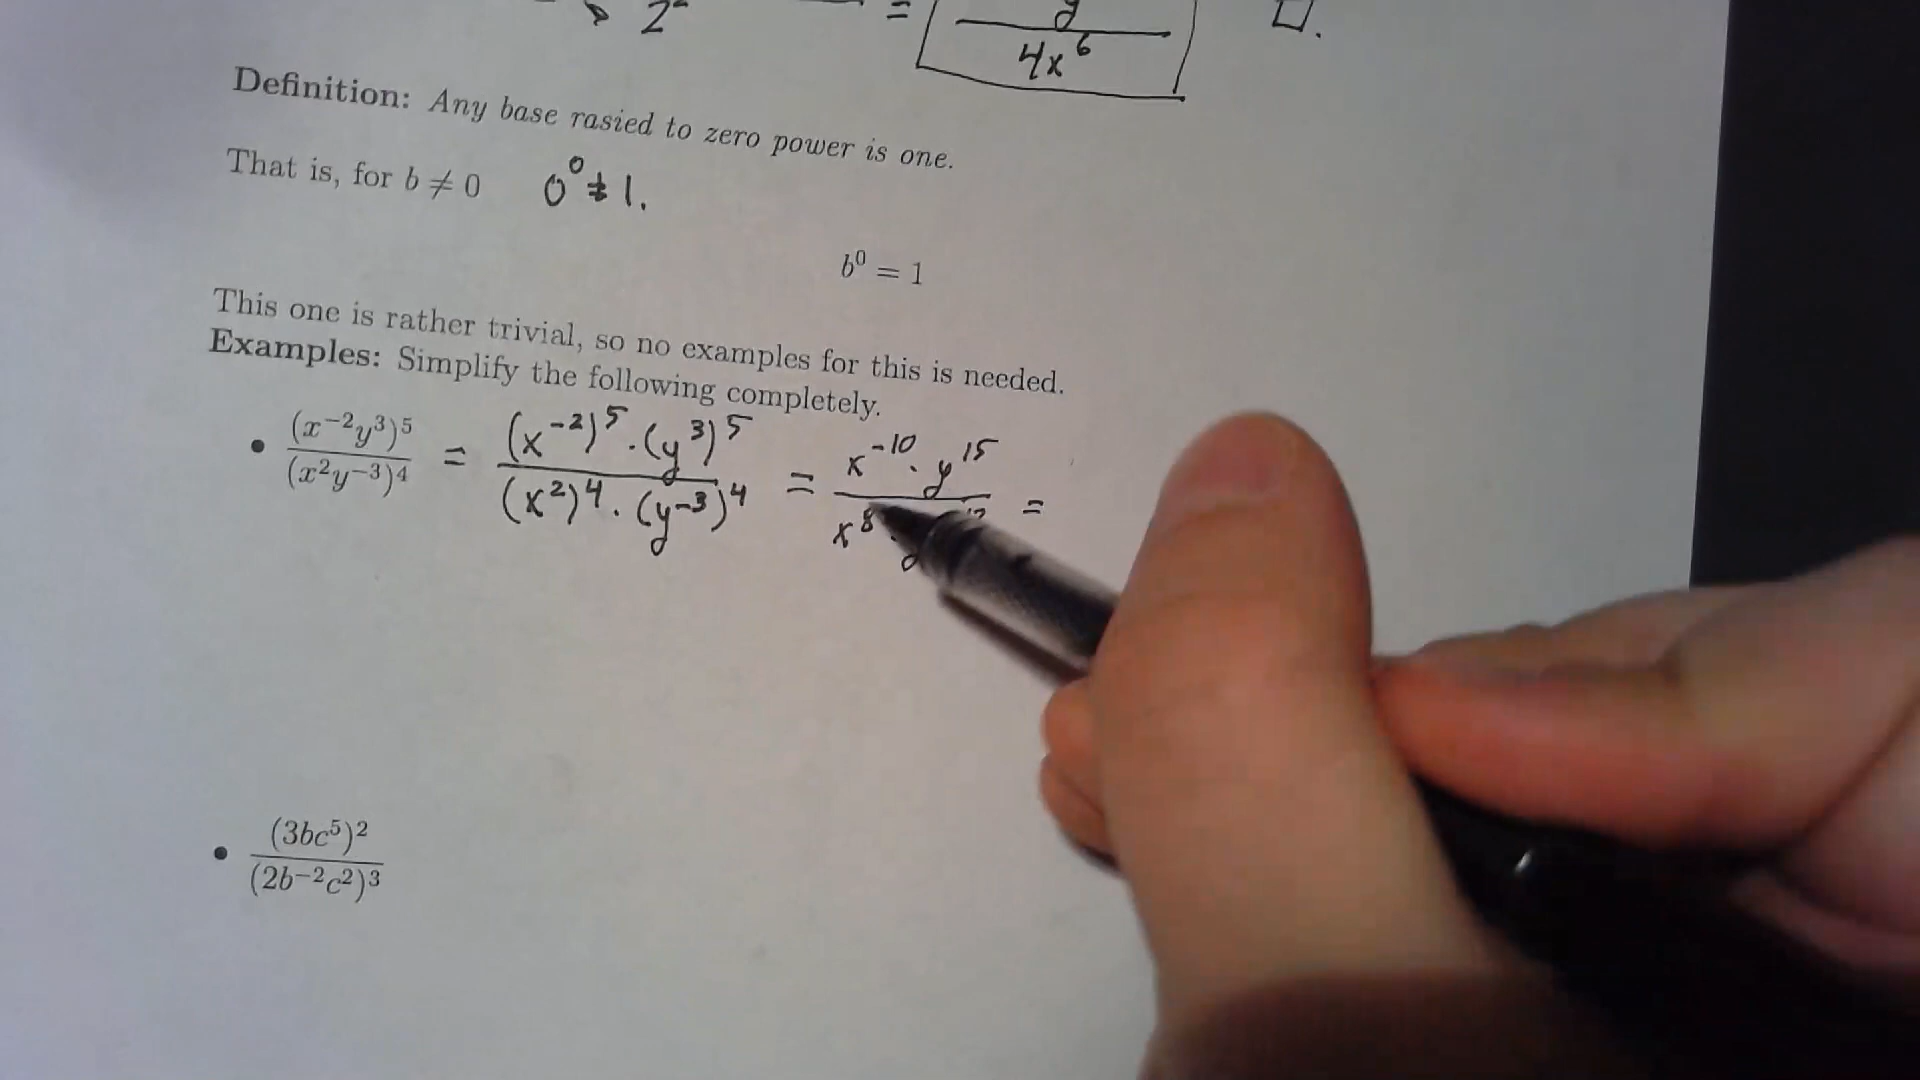 2² = y / 4x⁶ □.
Definition: Any base rasied to zero power is one.
That is, for b ≠ 0 0⁰ ≠ 1.
b⁰ = 1
This one is rather trivial, so no examples for this is needed.
Examples: Simplify the following completely.
• (x⁻²y³)⁵ / (x²y⁻³)⁴ = (x⁻²)⁵ · (y³)⁵ / (x²)⁴ · (y⁻³)⁴ = x⁻¹⁰ · y¹⁵ / x⁸ · y =
• (3bc⁵)² / (2b⁻²c²)³